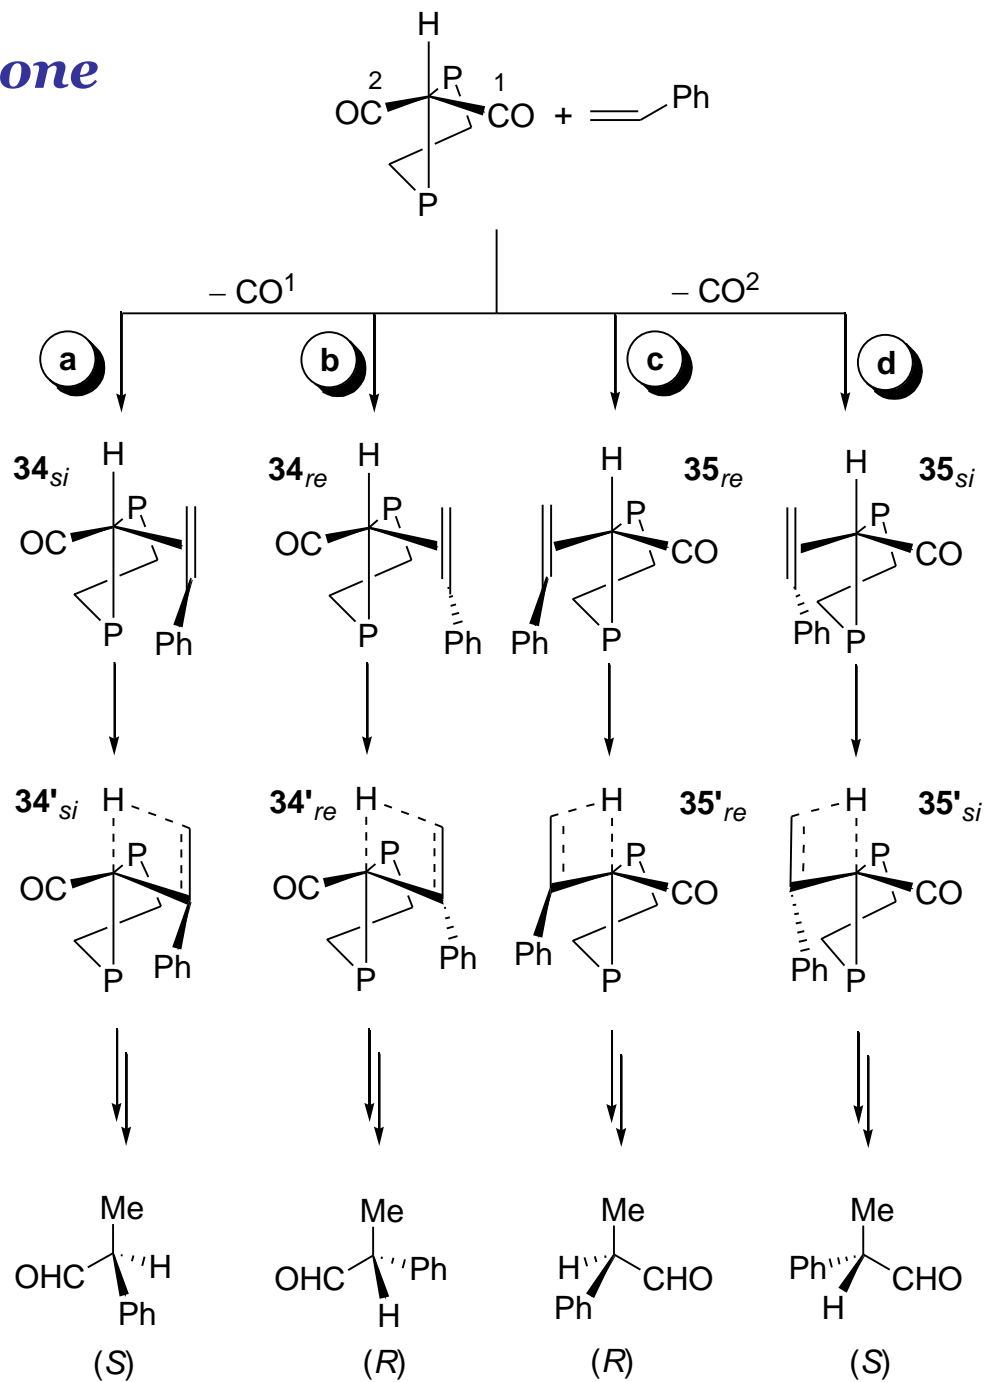 one
H
2 P 1
OC CO + Ph
P
– CO1 – CO2
a b c d
34si H 34re H H 35re H 35si
P P P P
OC OC CO CO
P Ph P Ph Ph P Ph P
34'si H 34're H H 35're H 35'si
P P P P
OC OC CO CO
Ph P P Ph Ph P Ph P
Me Me Me Me
OHC H OHC Ph H CHO Ph CHO
Ph H Ph H
(S) (R) (R) (S)